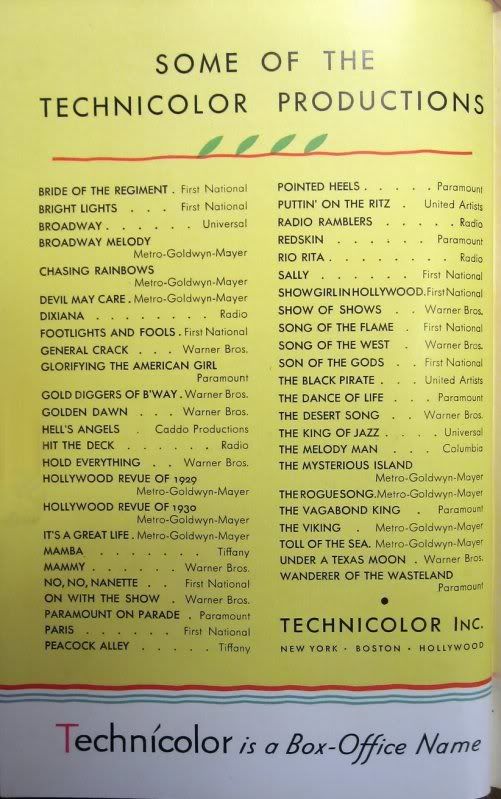 SOME OF THE
TECHNICOLOR PRODUCTIONS
BRIDE OF THE REGIMENT . First National
BRIGHT LIGHTS . . . First National
BROADWAY . . . . . . Universal
BROADWAY MELODY
Metro-Goldwyn-Mayer
CHASING RAINBOWS
Metro-Goldwyn-Mayer
DEVIL MAY CARE . Metro-Goldwyn-Mayer
DIXIANA . . . . . . . . Radio
FOOTLIGHTS AND FOOLS . First National
GENERAL CRACK . . . Warner Bros.
GLORIFYING THE AMERICAN GIRL
Paramount
GOLD DIGGERS OF B'WAY . Warner Bros.
GOLDEN DAWN . . . Warner Bros.
HELL'S ANGELS . Caddo Productions
HIT THE DECK . . . . . . Radio
HOLD EVERYTHING . . Warner Bros.
HOLLYWOOD REVUE OF 1929
Metro-Goldwyn-Mayer
HOLLYWOOD REVUE OF 1930
Metro-Goldwyn-Mayer
IT'S A GREAT LIFE . Metro-Goldwyn-Mayer
MAMBA . . . . . . . Tiffany
MAMMY . . . . . . Warner Bros.
NO, NO, NANETTE . . First National
ON WITH THE SHOW . Warner Bros.
PARAMOUNT ON PARADE . Paramount
PARIS . . . . . . First National
PEACOCK ALLEY . . . . . Tiffany
POINTED HEELS . . . . . Paramount
PUTTIN' ON THE RITZ . United Artists
RADIO RAMBLERS . . . . . Radio
REDSKIN . . . . . . Paramount
RIO RITA . . . . . . . . Radio
SALLY . . . . . . . First National
SHOW GIRL IN HOLLYWOOD. First National
SHOW OF SHOWS . . Warner Bros.
SONG OF THE FLAME . First National
SONG OF THE WEST . Warner Bros.
SON OF THE GODS . . First National
THE BLACK PIRATE . . . United Artists
THE DANCE OF LIFE . . . Paramount
THE DESERT SONG . . Warner Bros.
THE KING OF JAZZ . . . . Universal
THE MELODY MAN . . . Columbia
THE MYSTERIOUS ISLAND
Metro-Goldwyn-Mayer
THE ROGUE SONG. Metro-Goldwyn-Mayer
THE VAGABOND KING . Paramount
THE VIKING . Metro-Goldwyn-Mayer
TOLL OF THE SEA. Metro-Goldwyn-Mayer
UNDER A TEXAS MOON . Warner Bros.
WANDERER OF THE WASTELAND
Paramount
TECHNICOLOR INC.
NEW YORK · BOSTON · HOLLYWOOD
Technicolor is a Box-Office Name